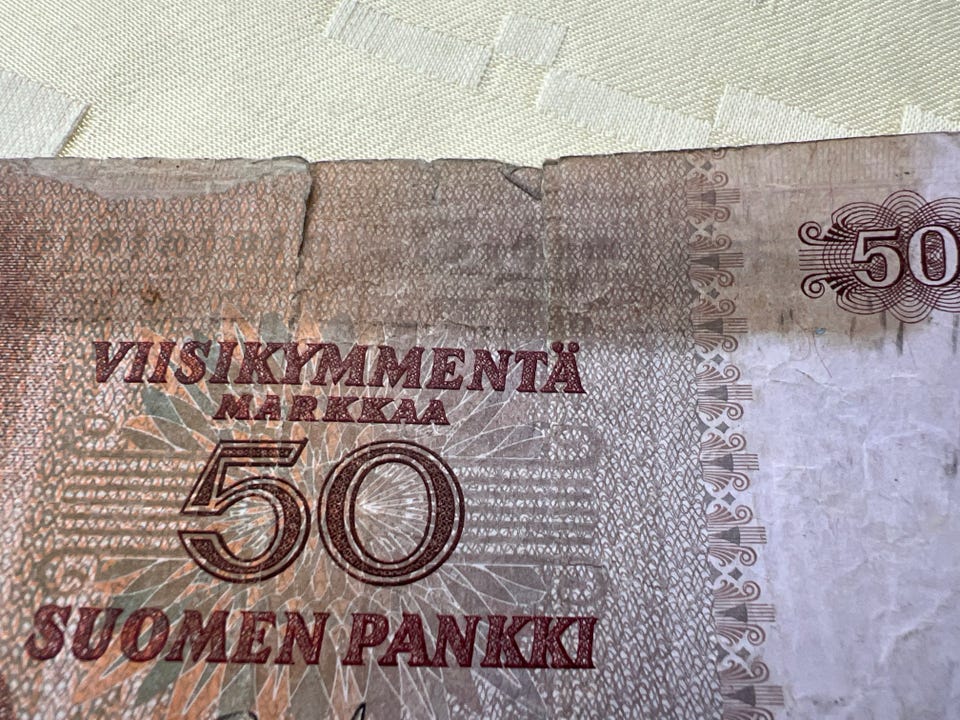 50
VIISIKYMMENTÄ
MARKKAA
50
SUOMEN PANKKI